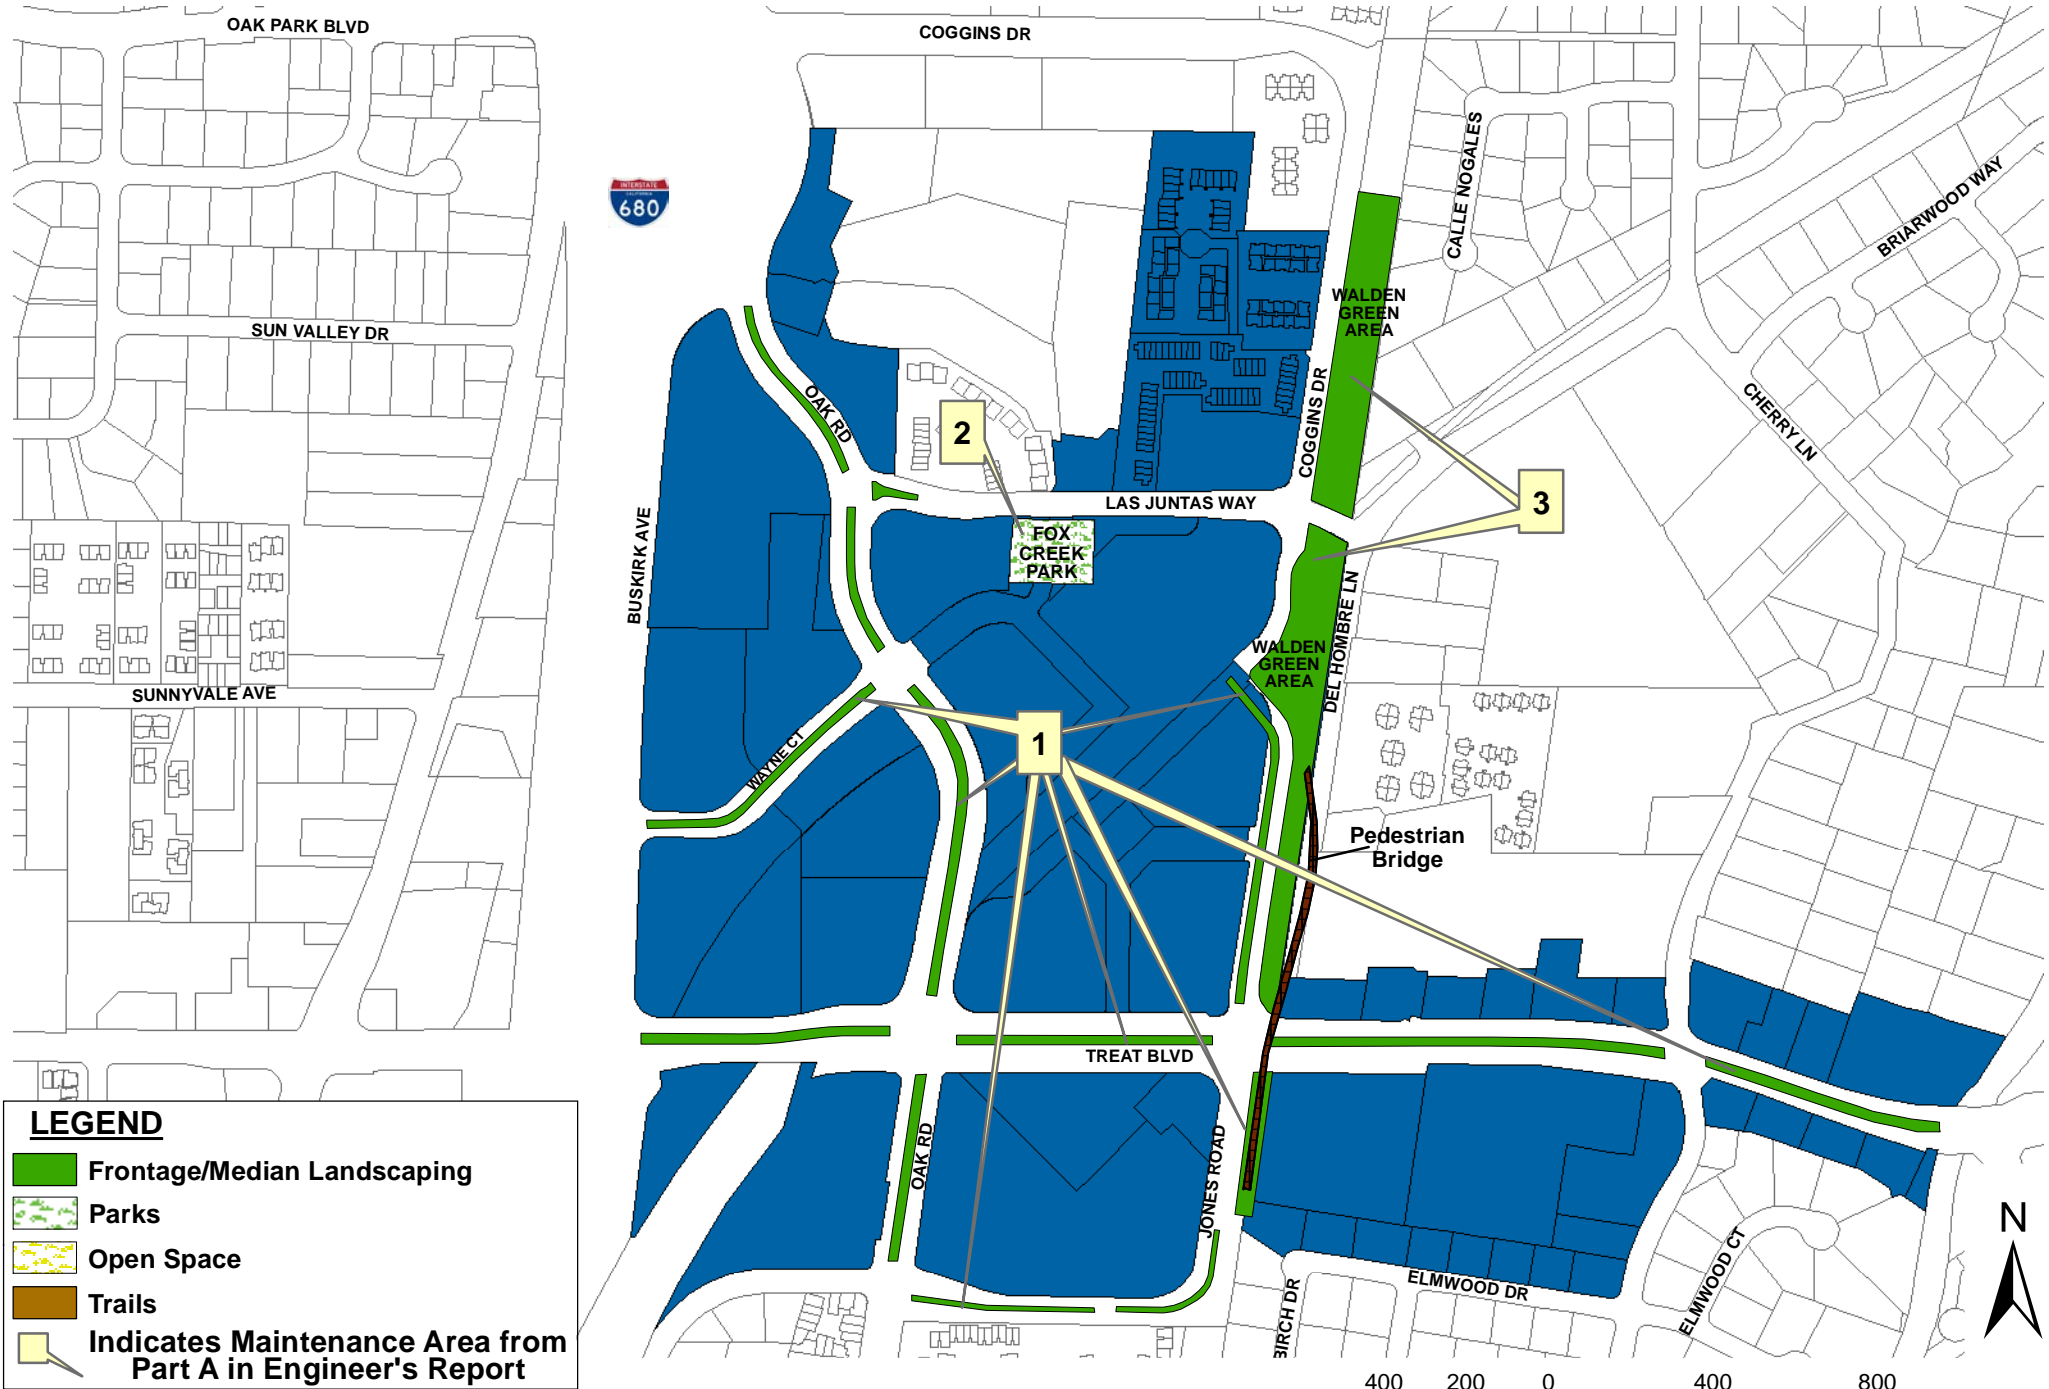 OAK PARK BLVD
COGGINS DR
CALLE NOGALES
BRIARWOOD WAY
INTERSTATE
CALIFORNIA
680
WALDEN
GREEN
AREA
SUN VALLEY DR
OAK RD
COGGINS DR
CHERRY LN
2
3
LAS JUNTAS WAY
BUSKIRK AVE
FOX
CREEK
PARK
DEL HOMBRE LN
WALDEN
GREEN
AREA
SUNNYVALE AVE
1
WAYNE CT
Pedestrian
Bridge
TREAT BLVD
OAK RD
JONES ROAD
BIRCH DR
ELMWOOD DR
ELMWOOD CT
LEGEND
Frontage/Median Landscaping
Parks
Open Space
Trails
Indicates Maintenance Area from
Part A in Engineer's Report
N
400 200 0 400 800